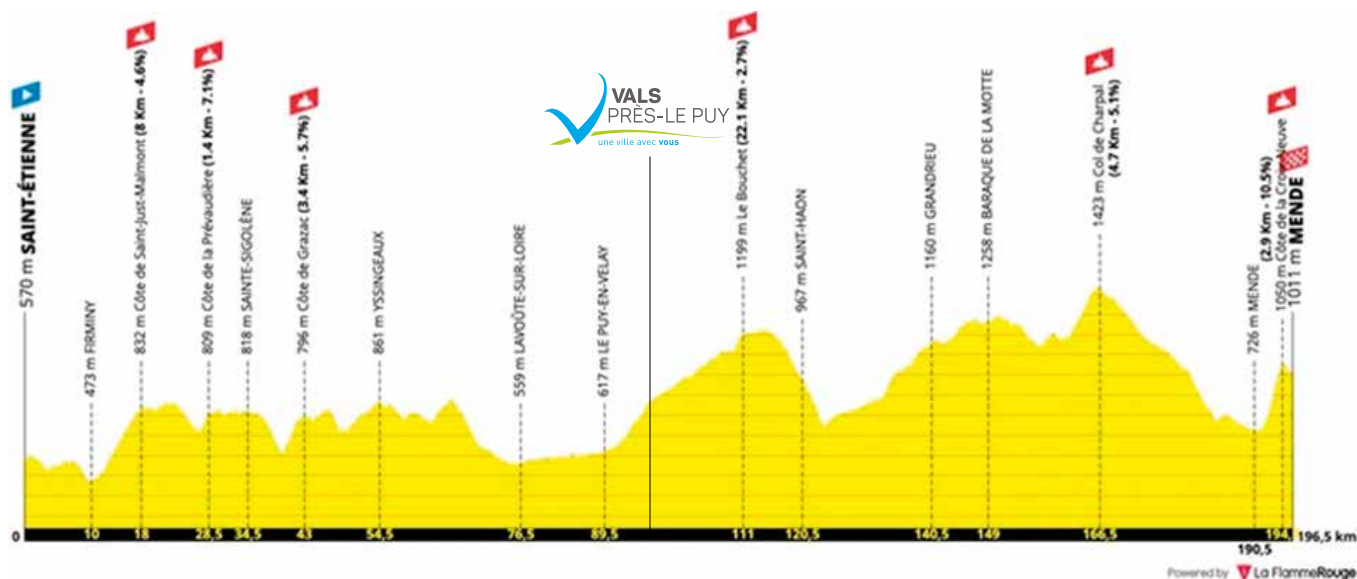 570 m SAINT-ÉTIENNE
473 m FIRMINY
832 m Côte de Saint-Just-Malmont (8 Km - 4.6%)
809 m Côte de la Prévaudière (1.4 Km - 7.1%)
818 m SAINTE-SIGOLÈNE
796 m Côte de Grazac (3.4 Km - 5.7%)
861 m YSSINGEAUX
559 m LAVOÛTE-SUR-LOIRE
617 m LE PUY-EN-VELAY
VALS
PRÈS-LE PUY
une ville avec vous
1199 m Le Bouchet (22.1 Km - 2.7%)
967 m SAINT-HAON
1160 m GRANDRIEU
1258 m BARAQUE DE LA MOTTE
1423 m Col de Charpal
(4.7 Km - 5.1%)
726 m MENDE
(2.9 Km - 10.5%)
1050 m Côte de la Neuve
1011 m MENDE
0 10 18 28,5 34,5 43 54,5 76,5 89,5 111 120,5 140,5 149 166,5 194, 196,5 km
190,5
Powered by La FlammeRouge